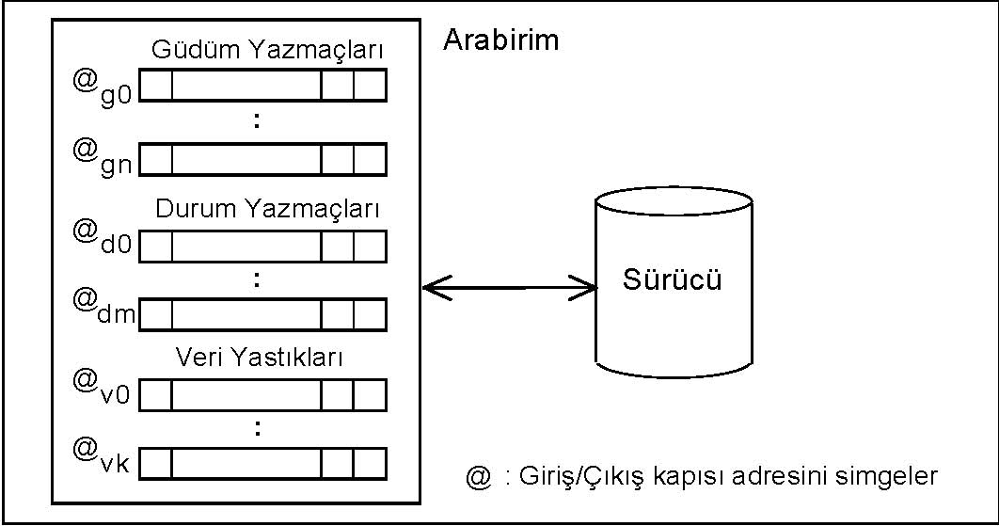 Arabirim
Güdüm Yazmaçları
@g0
:
@gn
Durum Yazmaçları
@d0
:
@dm
Veri Yastıkları
@v0
:
@vk
Sürücü
@ : Giriş/Çıkış kapısı adresini simgeler